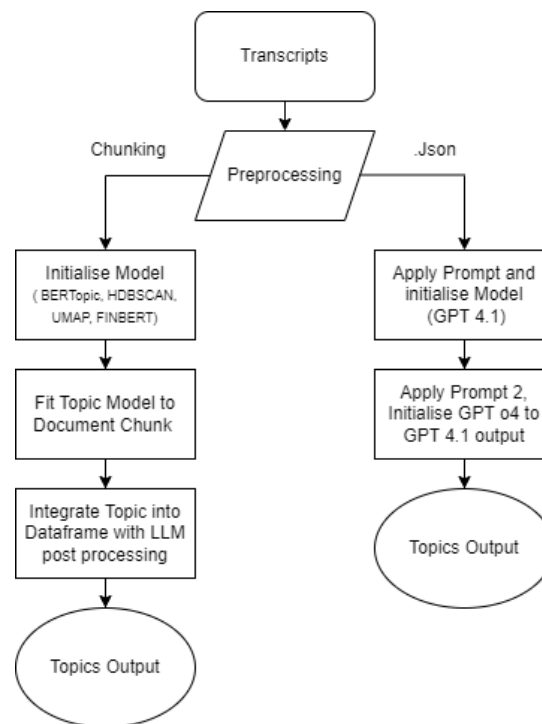 Transcripts
Chunking
.Json
Preprocessing
Initialise Model
( BERTopic, HDBSCAN,
UMAP, FINBERT)
Apply Prompt and
initialise Model
(GPT 4.1)
Fit Topic Model to
Document Chunk
Apply Prompt 2,
Initialise GPT o4 to
GPT 4.1 output
Integrate Topic into
Dataframe with LLM
post processing
Topics Output
Topics Output